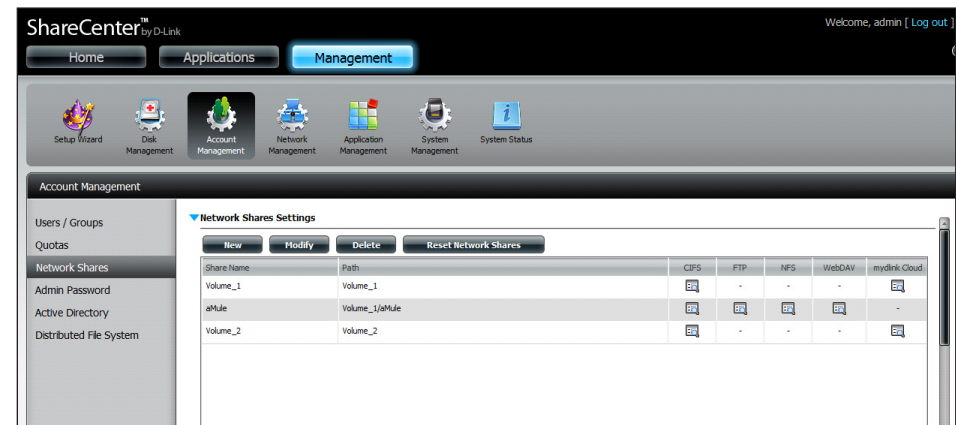 ShareCenter™ by D-Link
Welcome, admin [ Log out ]
Home Applications Management
Setup Wizard
Disk Management
Account Management
Network Management
Application Management
System Management
System Status
Account Management
Users / Groups
Quotas
Network Shares
Admin Password
Active Directory
Distributed File System
Network Shares Settings
New Modify Delete Reset Network Shares
Share Name Path CIFS FTP NFS WebDAV mydlink Cloud
Volume_1 Volume_1 - - -
aMule Volume_1/aMule -
Volume_2 Volume_2 - - -